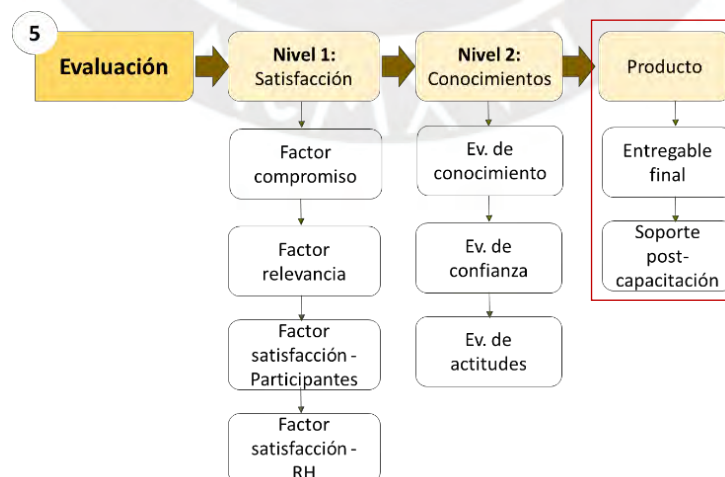 5
Evaluación
Nivel 1:
Satisfacción
Nivel 2:
Conocimientos
Producto
Factor
compromiso
Ev. de
conocimiento
Entregable
final
Factor
relevancia
Ev. de
confianza
Soporte
post-
capacitación
Factor
satisfacción -
Participantes
Ev. de
actitudes
Factor
satisfacción -
RH